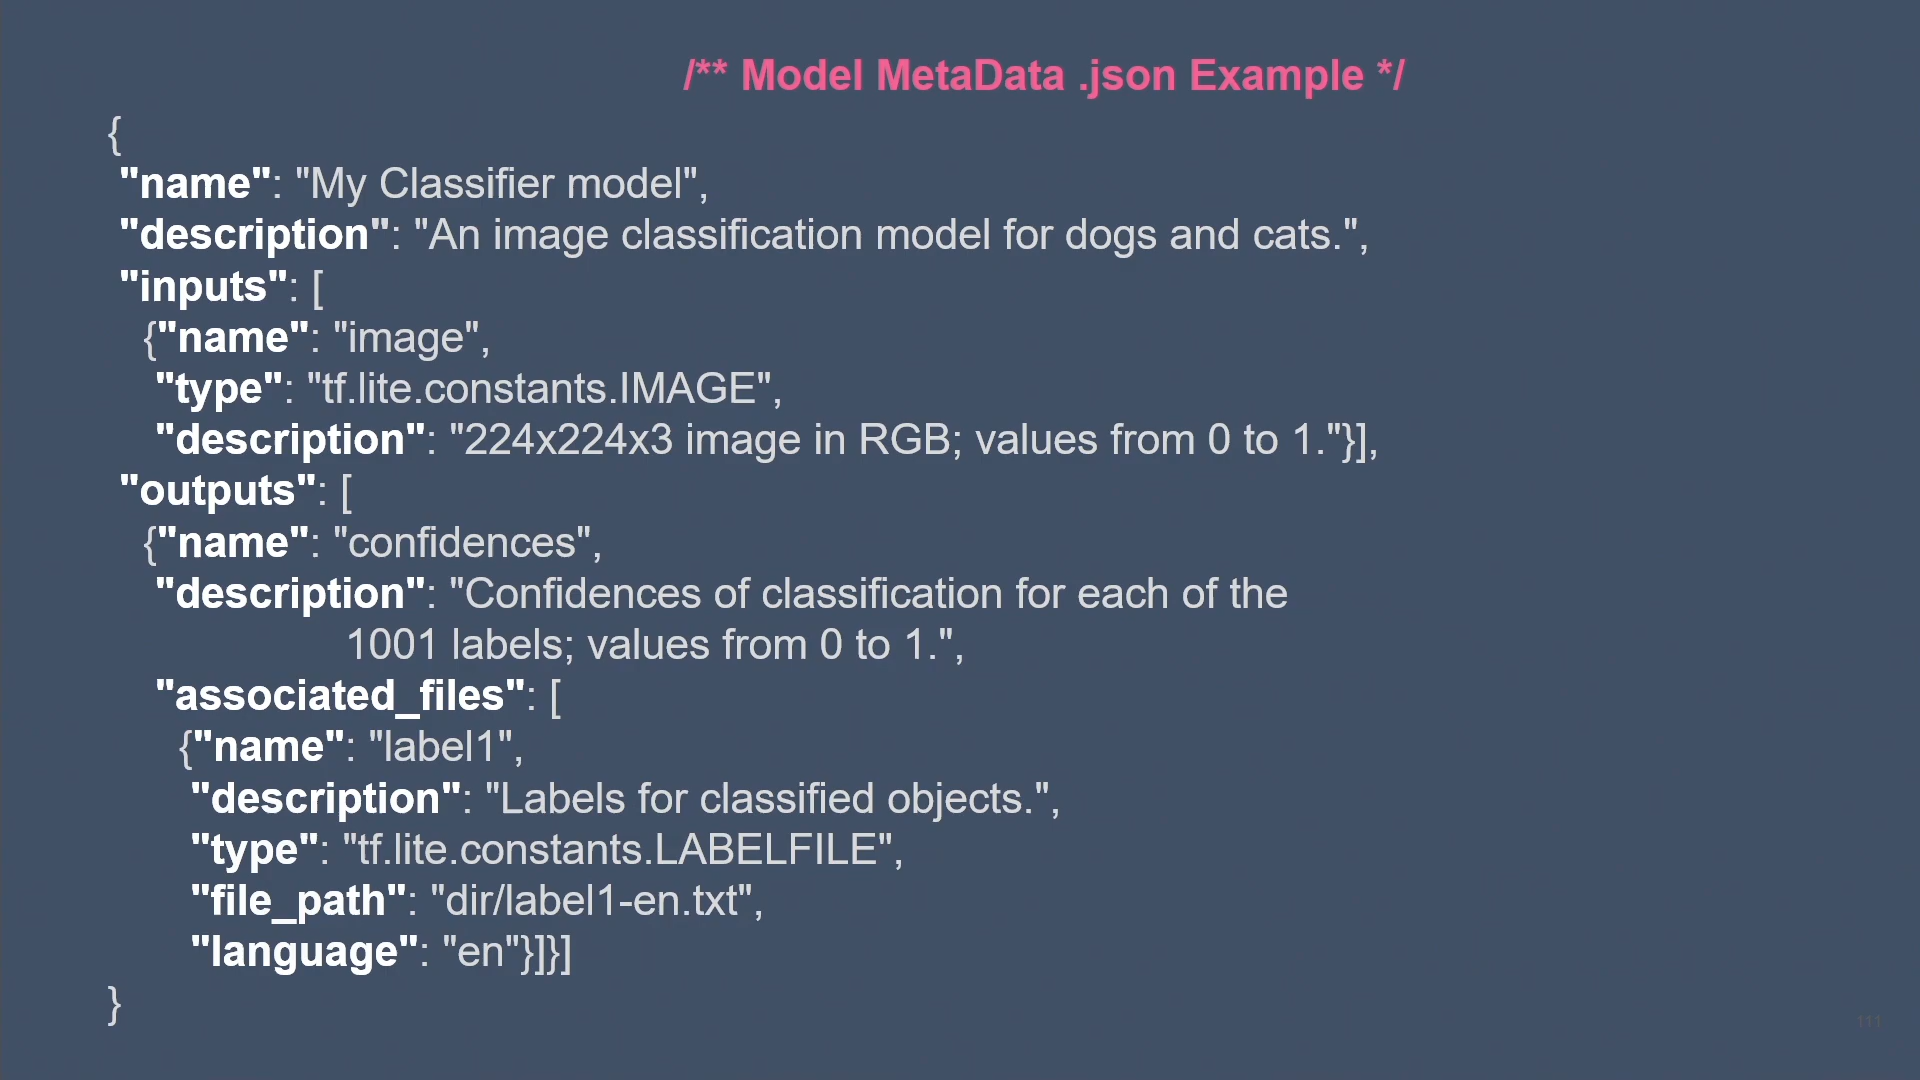 /** Model MetaData .json Example */
{
"name": "My Classifier model",
"description": "An image classification model for dogs and cats.",
"inputs": [
{"name": "image",
"type": "tf.lite.constants.IMAGE",
"description": "224x224x3 image in RGB; values from 0 to 1."}],
"outputs": [
{"name": "confidences",
"description": "Confidences of classification for each of the
1001 labels; values from 0 to 1.",
"associated_files": [
{"name": "label1",
"description": "Labels for classified objects.",
"type": "tf.lite.constants.LABELFILE",
"file_path": "dir/label1-en.txt",
"language": "en"}]}]
}
111